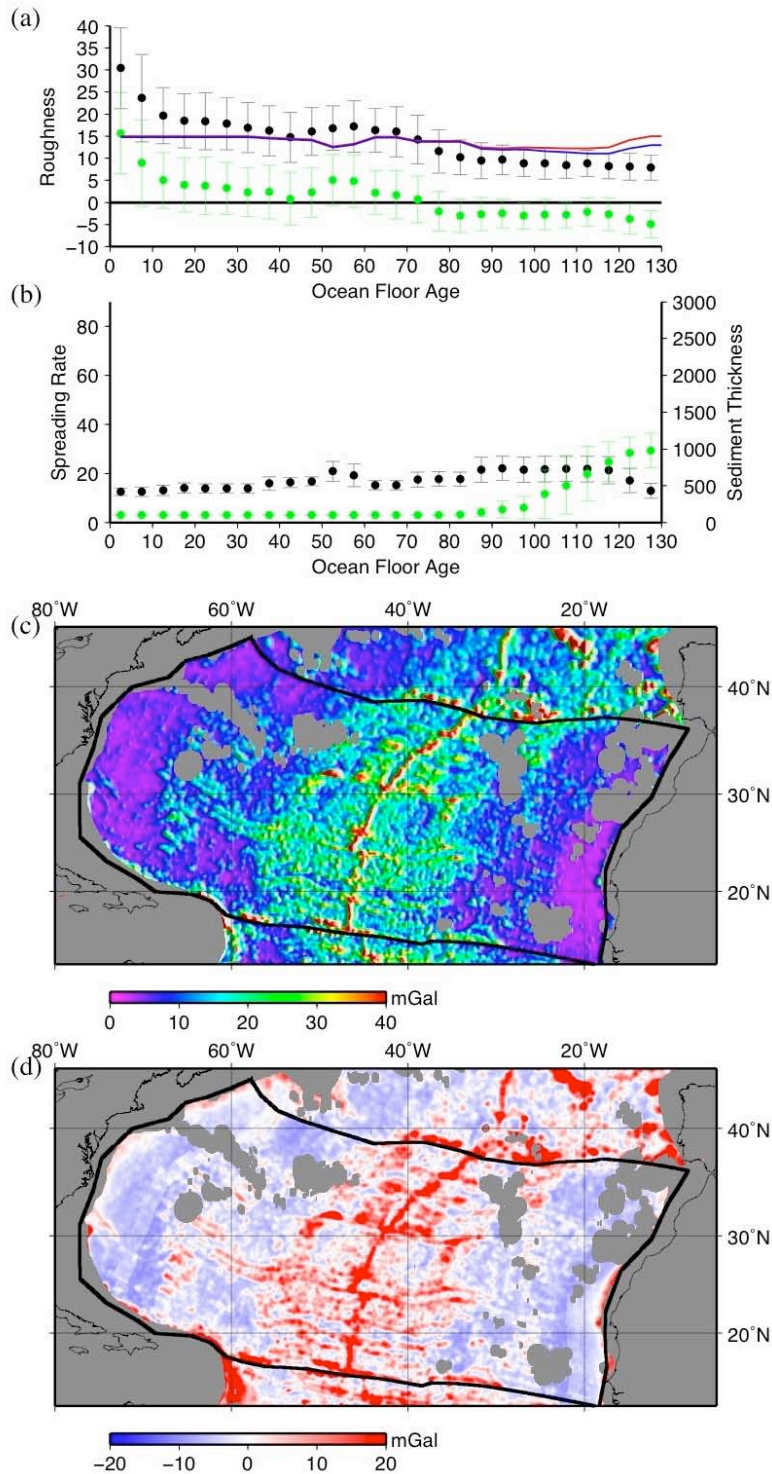 (a)
40
35
30
25
20
15
10
5
0
−5
−10
Roughness
0 10 20 30 40 50 60 70 80 90 100 110 120 130
Ocean Floor Age
(b)
80
60
40
20
0
Spreading Rate
3000
2500
2000
1500
1000
500
0
Sediment Thickness
0 10 20 30 40 50 60 70 80 90 100 110 120 130
Ocean Floor Age
80˚W 60˚W 40˚W 20˚W
(c)
40˚N
30˚N
20˚N
mGal
0 10 20 30 40
80˚W 60˚W 40˚W 20˚W
(d)
40˚N
30˚N
20˚N
mGal
−20 −10 0 10 20